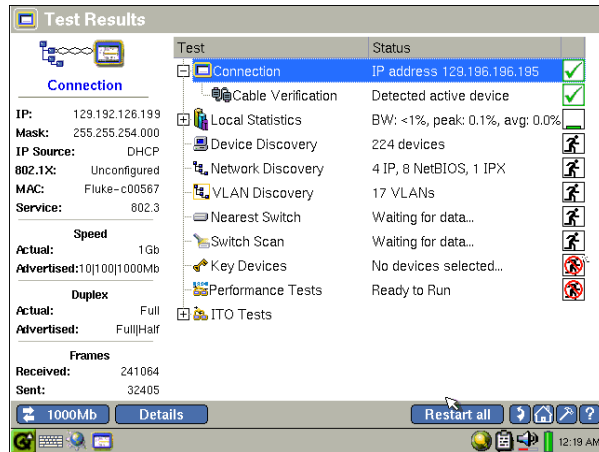 Test Results
Connection
IP: 129.192.126.199
Mask: 255.255.254.000
IP Source: DHCP
802.1X: Unconfigured
MAC: Fluke-c00567
Service: 802.3
Speed
Actual: 1Gb
Advertised:10|100|1000Mb
Duplex
Actual: Full
Advertised: Full|Half
Frames
Received: 241064
Sent: 32405
Test Status
Connection IP address 129.196.196.195
Cable Verification Detected active device
Local Statistics BW: <1%, peak: 0.1%, avg: 0.0%
Device Discovery 224 devices
Network Discovery 4 IP, 8 NetBIOS, 1 IPX
VLAN Discovery 17 VLANs
Nearest Switch Waiting for data...
Switch Scan Waiting for data...
Key Devices No devices selected...
Performance Tests Ready to Run
ITO Tests
1000Mb Details Restart all ?
12:19 AM